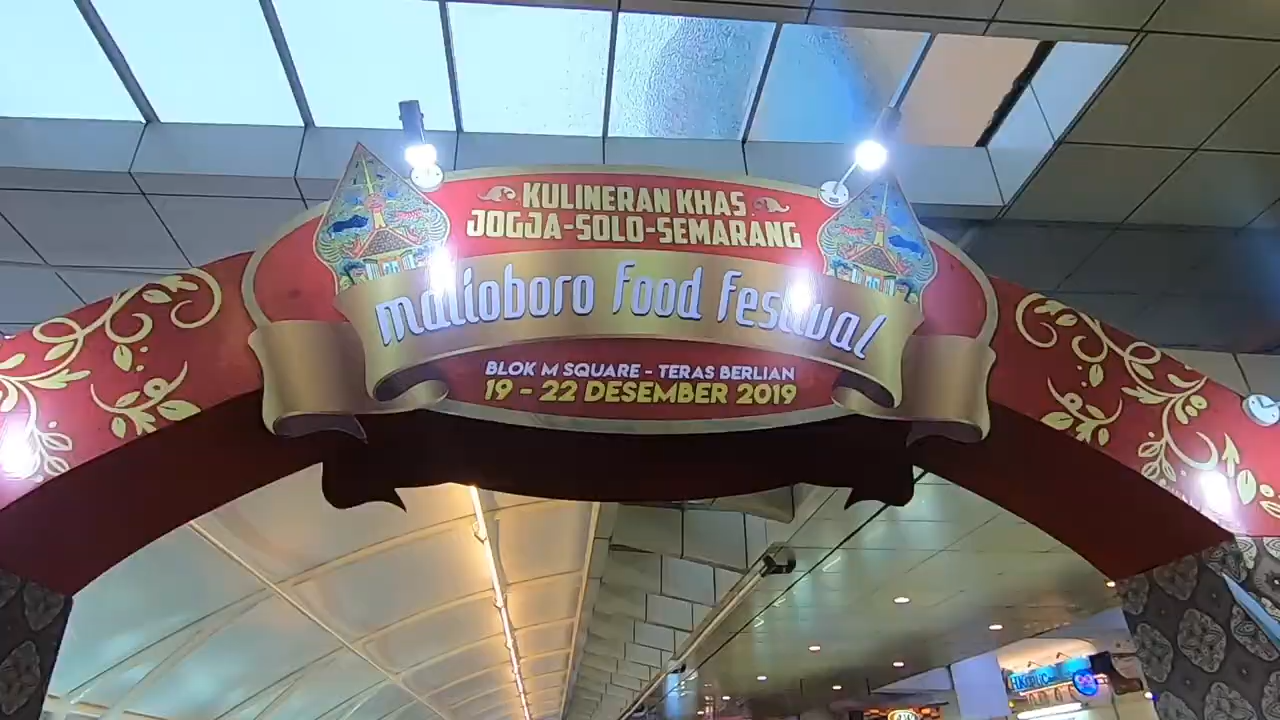 KULINERAN KHAS
JOGJA-SOLO-SEMARANG
malioboro food festival
BLOK M SQUARE - TERAS BERLIAN
19 - 22 DESEMBER 2019